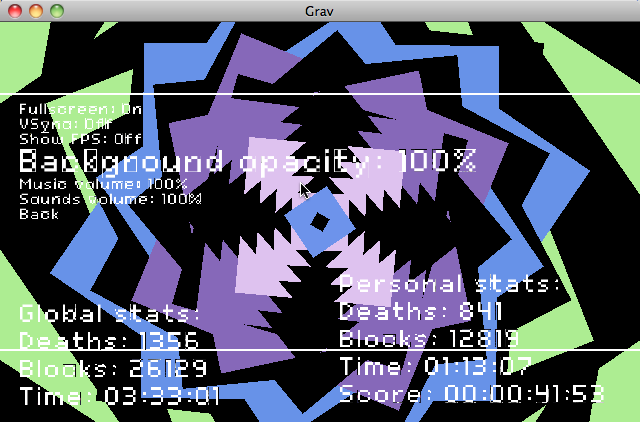 Grav
Fullscreen: On
VSync: Off
Show FPS: Off
Background opacity: 100%
Music volume: 100%
Sounds volume: 100%
Back
Global stats:
Deaths: 1356
Blocks: 26129
Time: 03:33:01
Personal stats:
Deaths: 841
Blocks: 12819
Time: 01:13:07
Score: 00:00:41:53